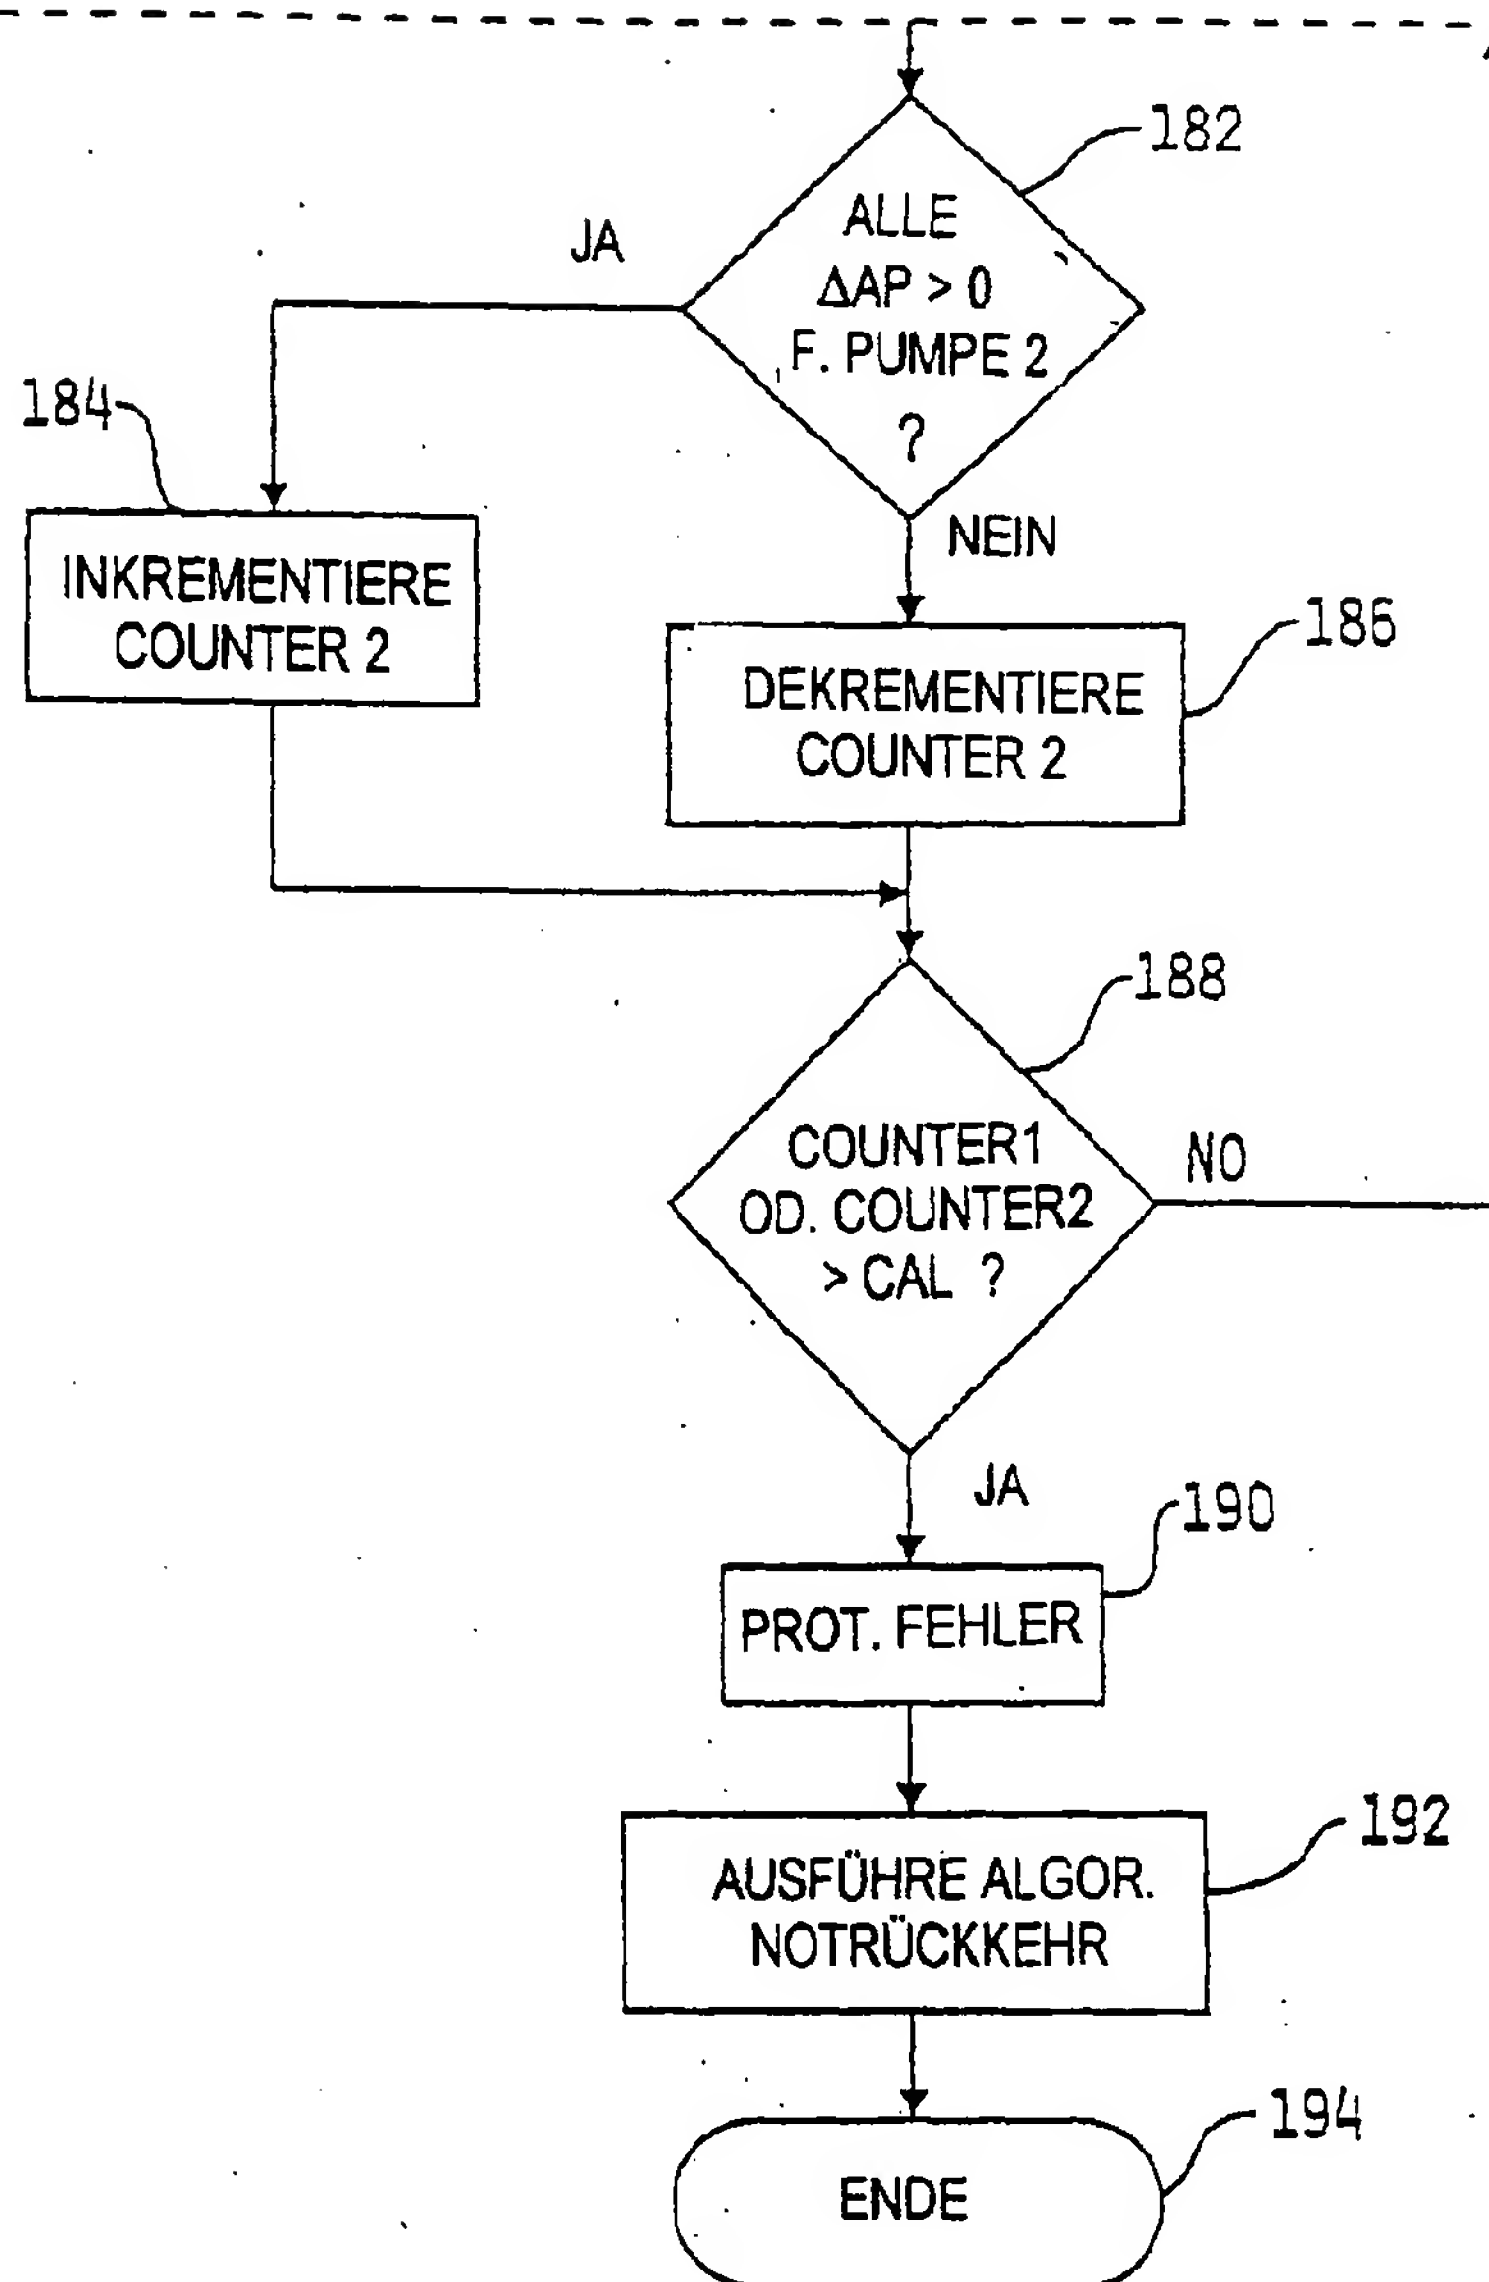 182
ALLE
ΔAP > 0
F. PUMPE 2
?
JA
184
NEIN
INKREMENTIERE
COUNTER 2
186
DEKREMENTIERE
COUNTER 2
188
COUNTER1
OD. COUNTER2
> CAL ?
NO
JA
190
PROT. FEHLER
192
AUSFÜHRE ALGOR.
NOTRÜCKKEHR
194
ENDE